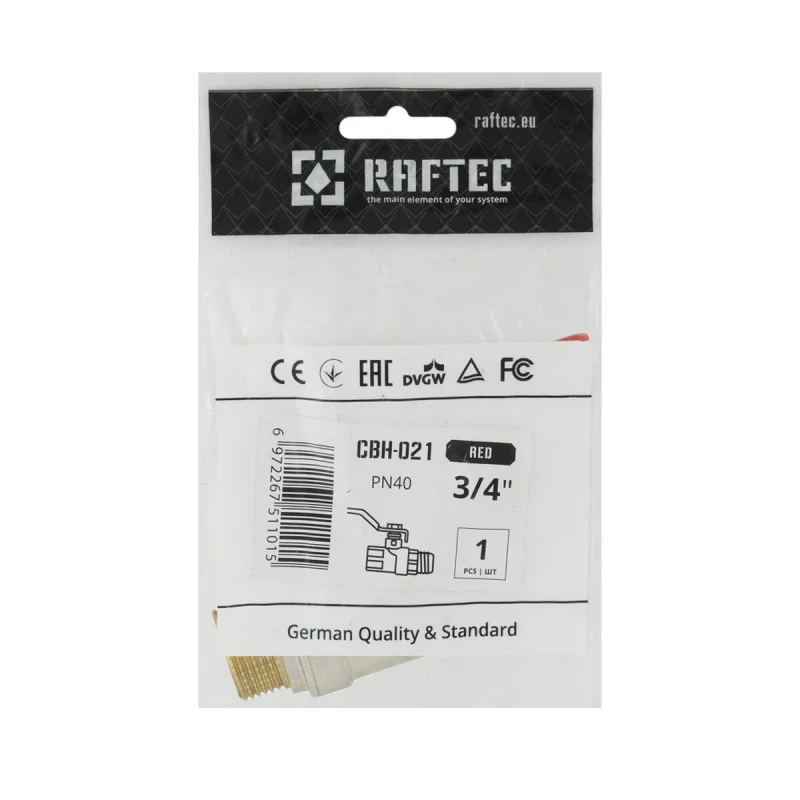 raftec.eu
RAFTEC
the main element of your system
CE EAC DVGW FC
CBH-021 RED
PN40 3/4"
6 972267 511015
1
PCS | ШТ
German Quality & Standard